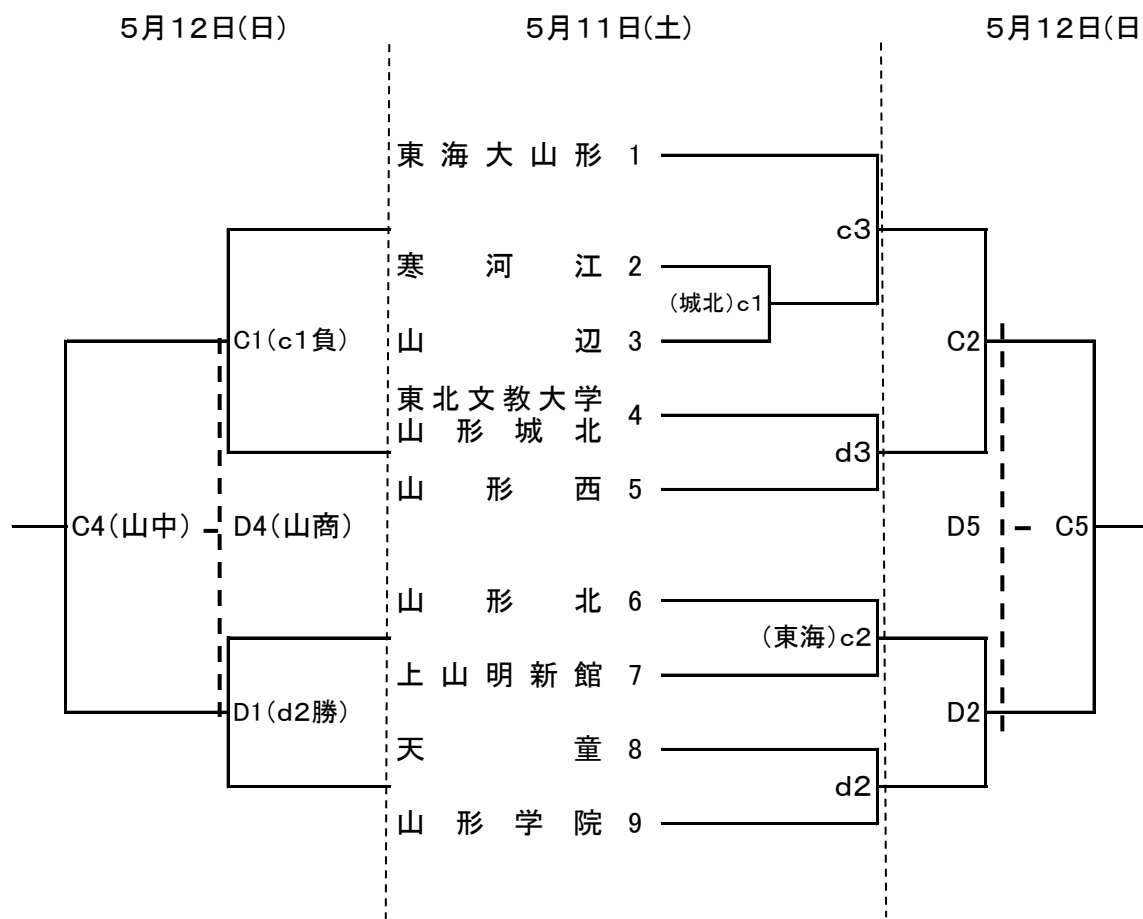 ５月１２日(日)
５月１１日(土)
５月１２日(日
東海大山形 1
c3
寒河江 2
(城北)c1
C1(c1負)
山辺 3
C2
東北文教大学
山形城北
4
d3
山形西 5
C4(山中)
D4(山商)
D5
C5
山形北 6
(東海)c2
上山明新館 7
D1(d2勝)
D2
天童 8
d2
山形学院 9